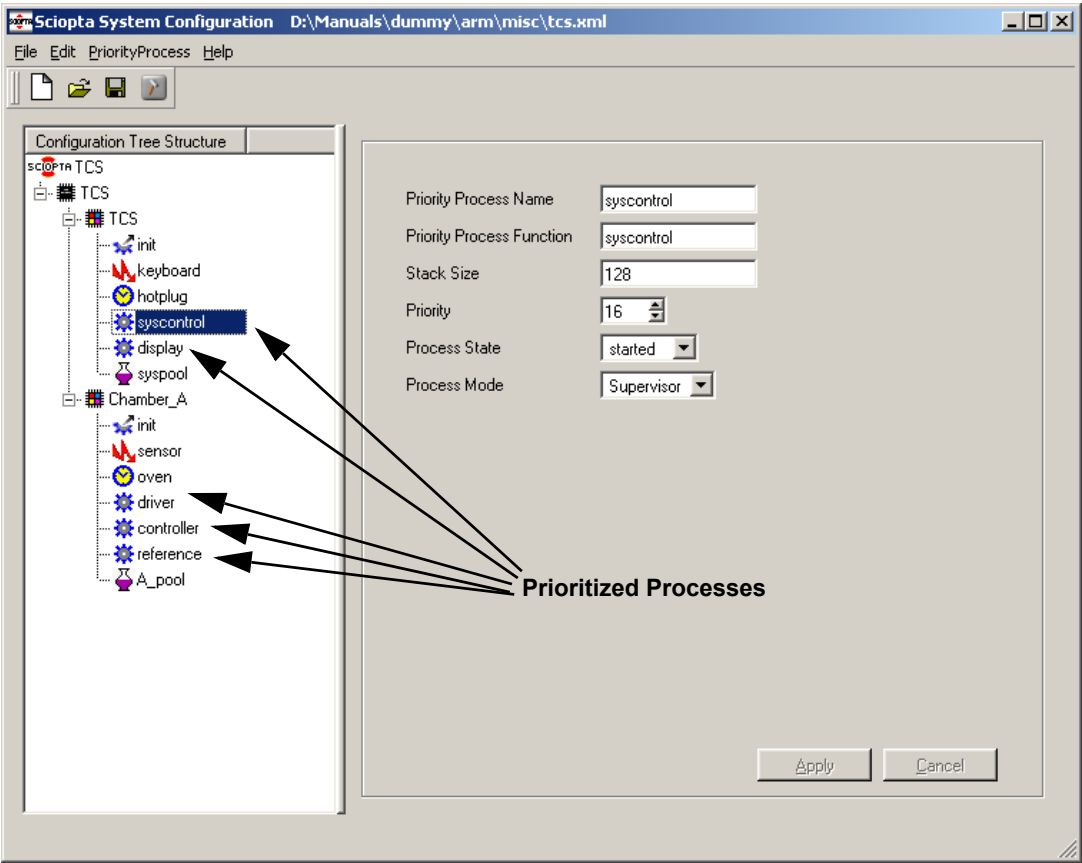 Sciopta System Configuration D:\Manuals\dummy\arm\misc\tcs.xml
File Edit PriorityProcess Help
Configuration Tree Structure
SCIOPTA TCS
TCS
TCS
init
keyboard
hotplug
syscontrol
display
syspool
Chamber_A
init
sensor
oven
driver
controller
reference
A_pool
Priority Process Name syscontrol
Priority Process Function syscontrol
Stack Size 128
Priority 16
Process State started
Process Mode Supervisor
Prioritized Processes
Apply Cancel